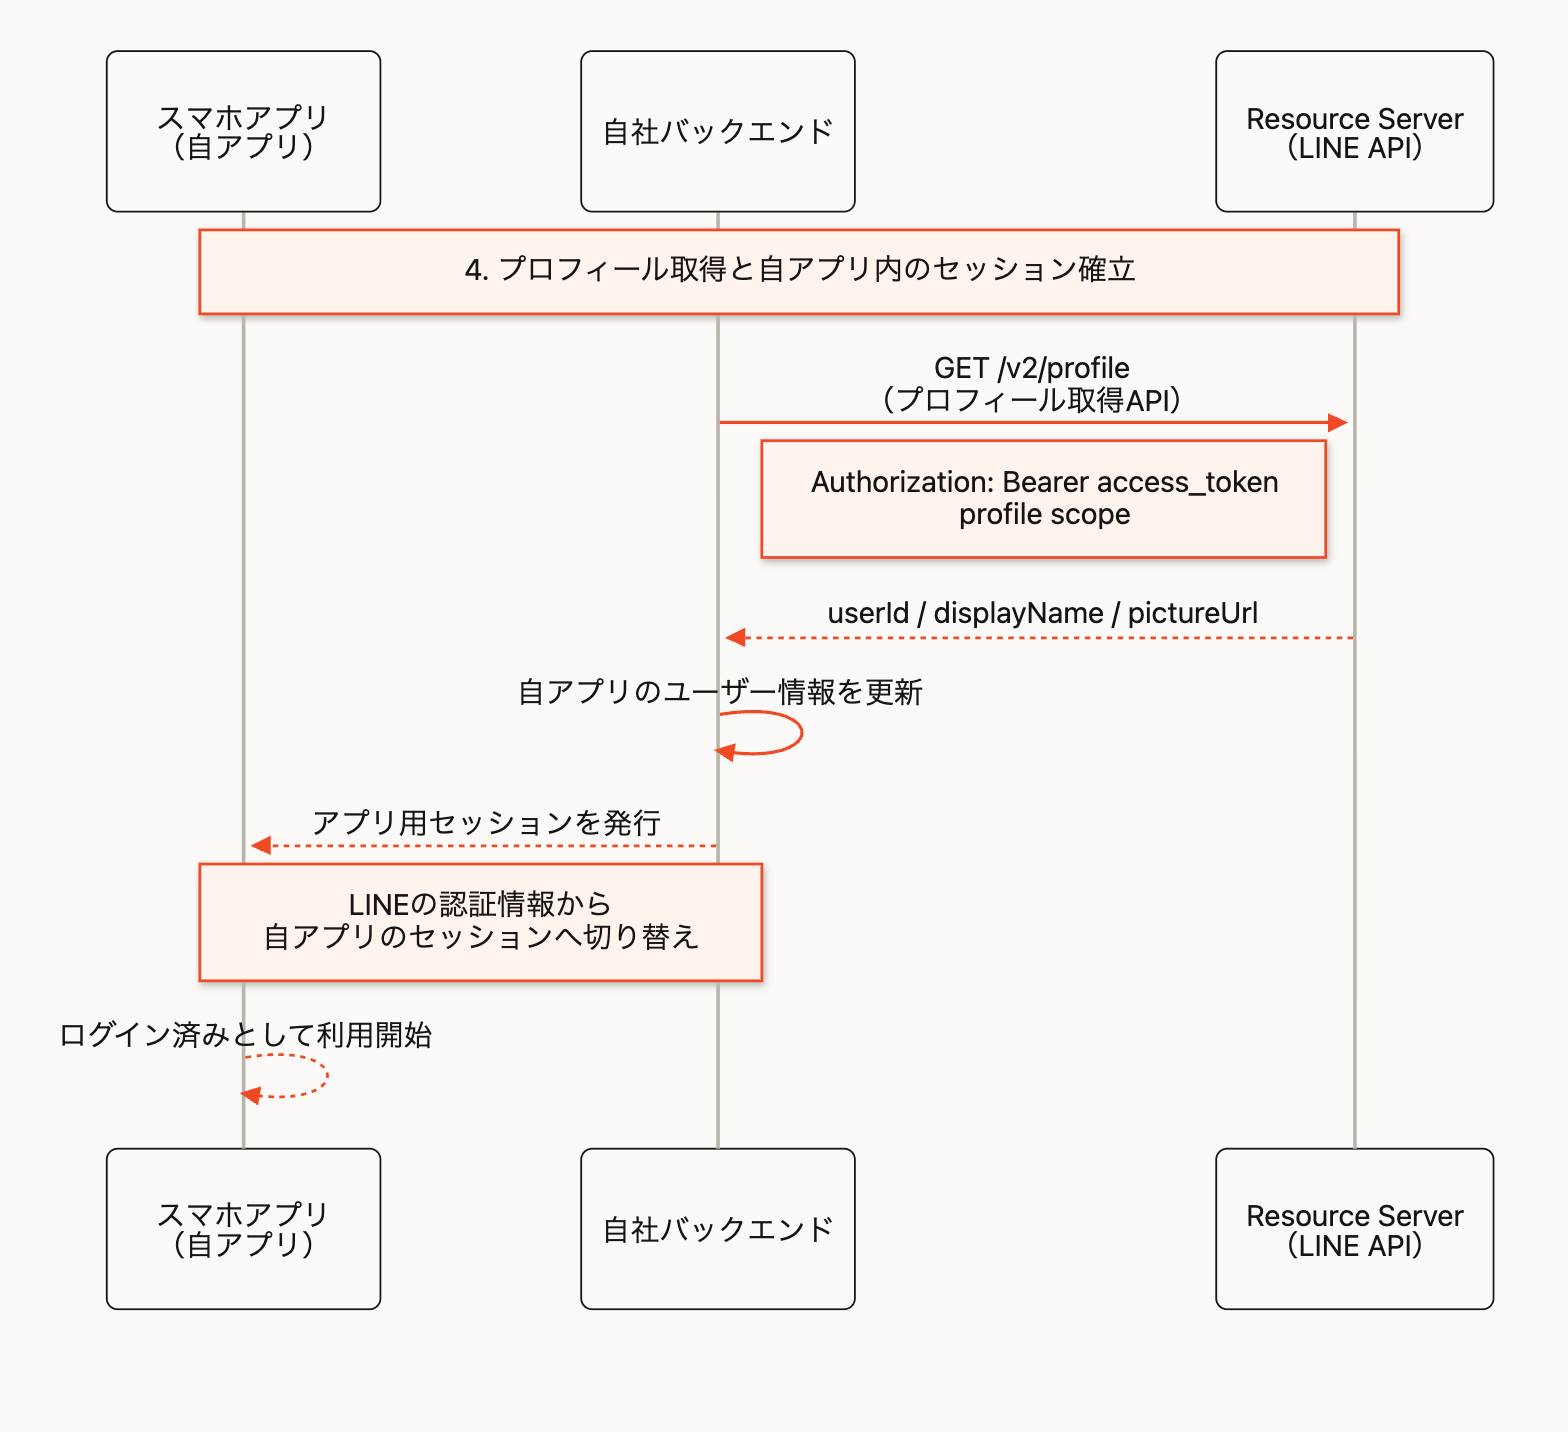 スマホアプリ
（自アプリ）
自社バックエンド
Resource Server
（LINE API）
4. プロフィール取得と自アプリ内のセッション確立
GET /v2/profile
（プロフィール取得API）
Authorization: Bearer access_token
profile scope
userId / displayName / pictureUrl
自アプリのユーザー情報を更新
アプリ用セッションを発行
LINEの認証情報から
自アプリのセッションへ切り替え
ログイン済みとして利用開始
スマホアプリ
（自アプリ）
自社バックエンド
Resource Server
（LINE API）